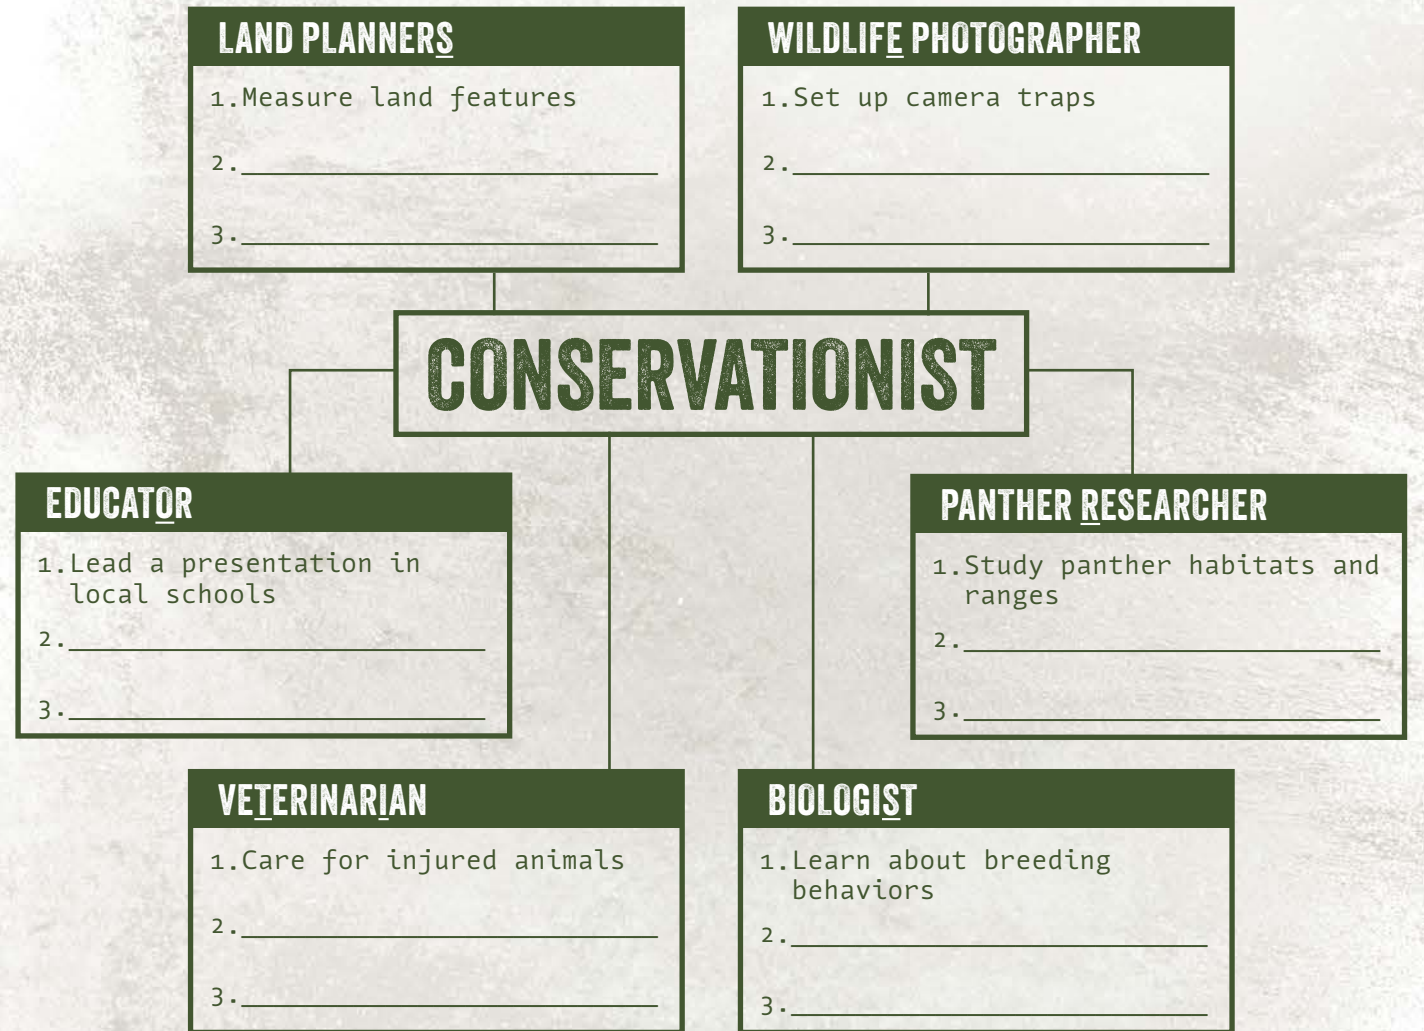 LAND PLANNERS
1.Measure land features
2.
3.
WILDLIFE PHOTOGRAPHER
1.Set up camera traps
2.
3.
CONSERVATIONIST
EDUCATOR
1.Lead a presentation in
local schools
2.
3.
PANTHER RESEARCHER
1.Study panther habitats and
ranges
2.
3.
VETERINARIAN
1.Care for injured animals
2.
3.
BIOLOGIST
1.Learn about breeding
behaviors
2.
3.